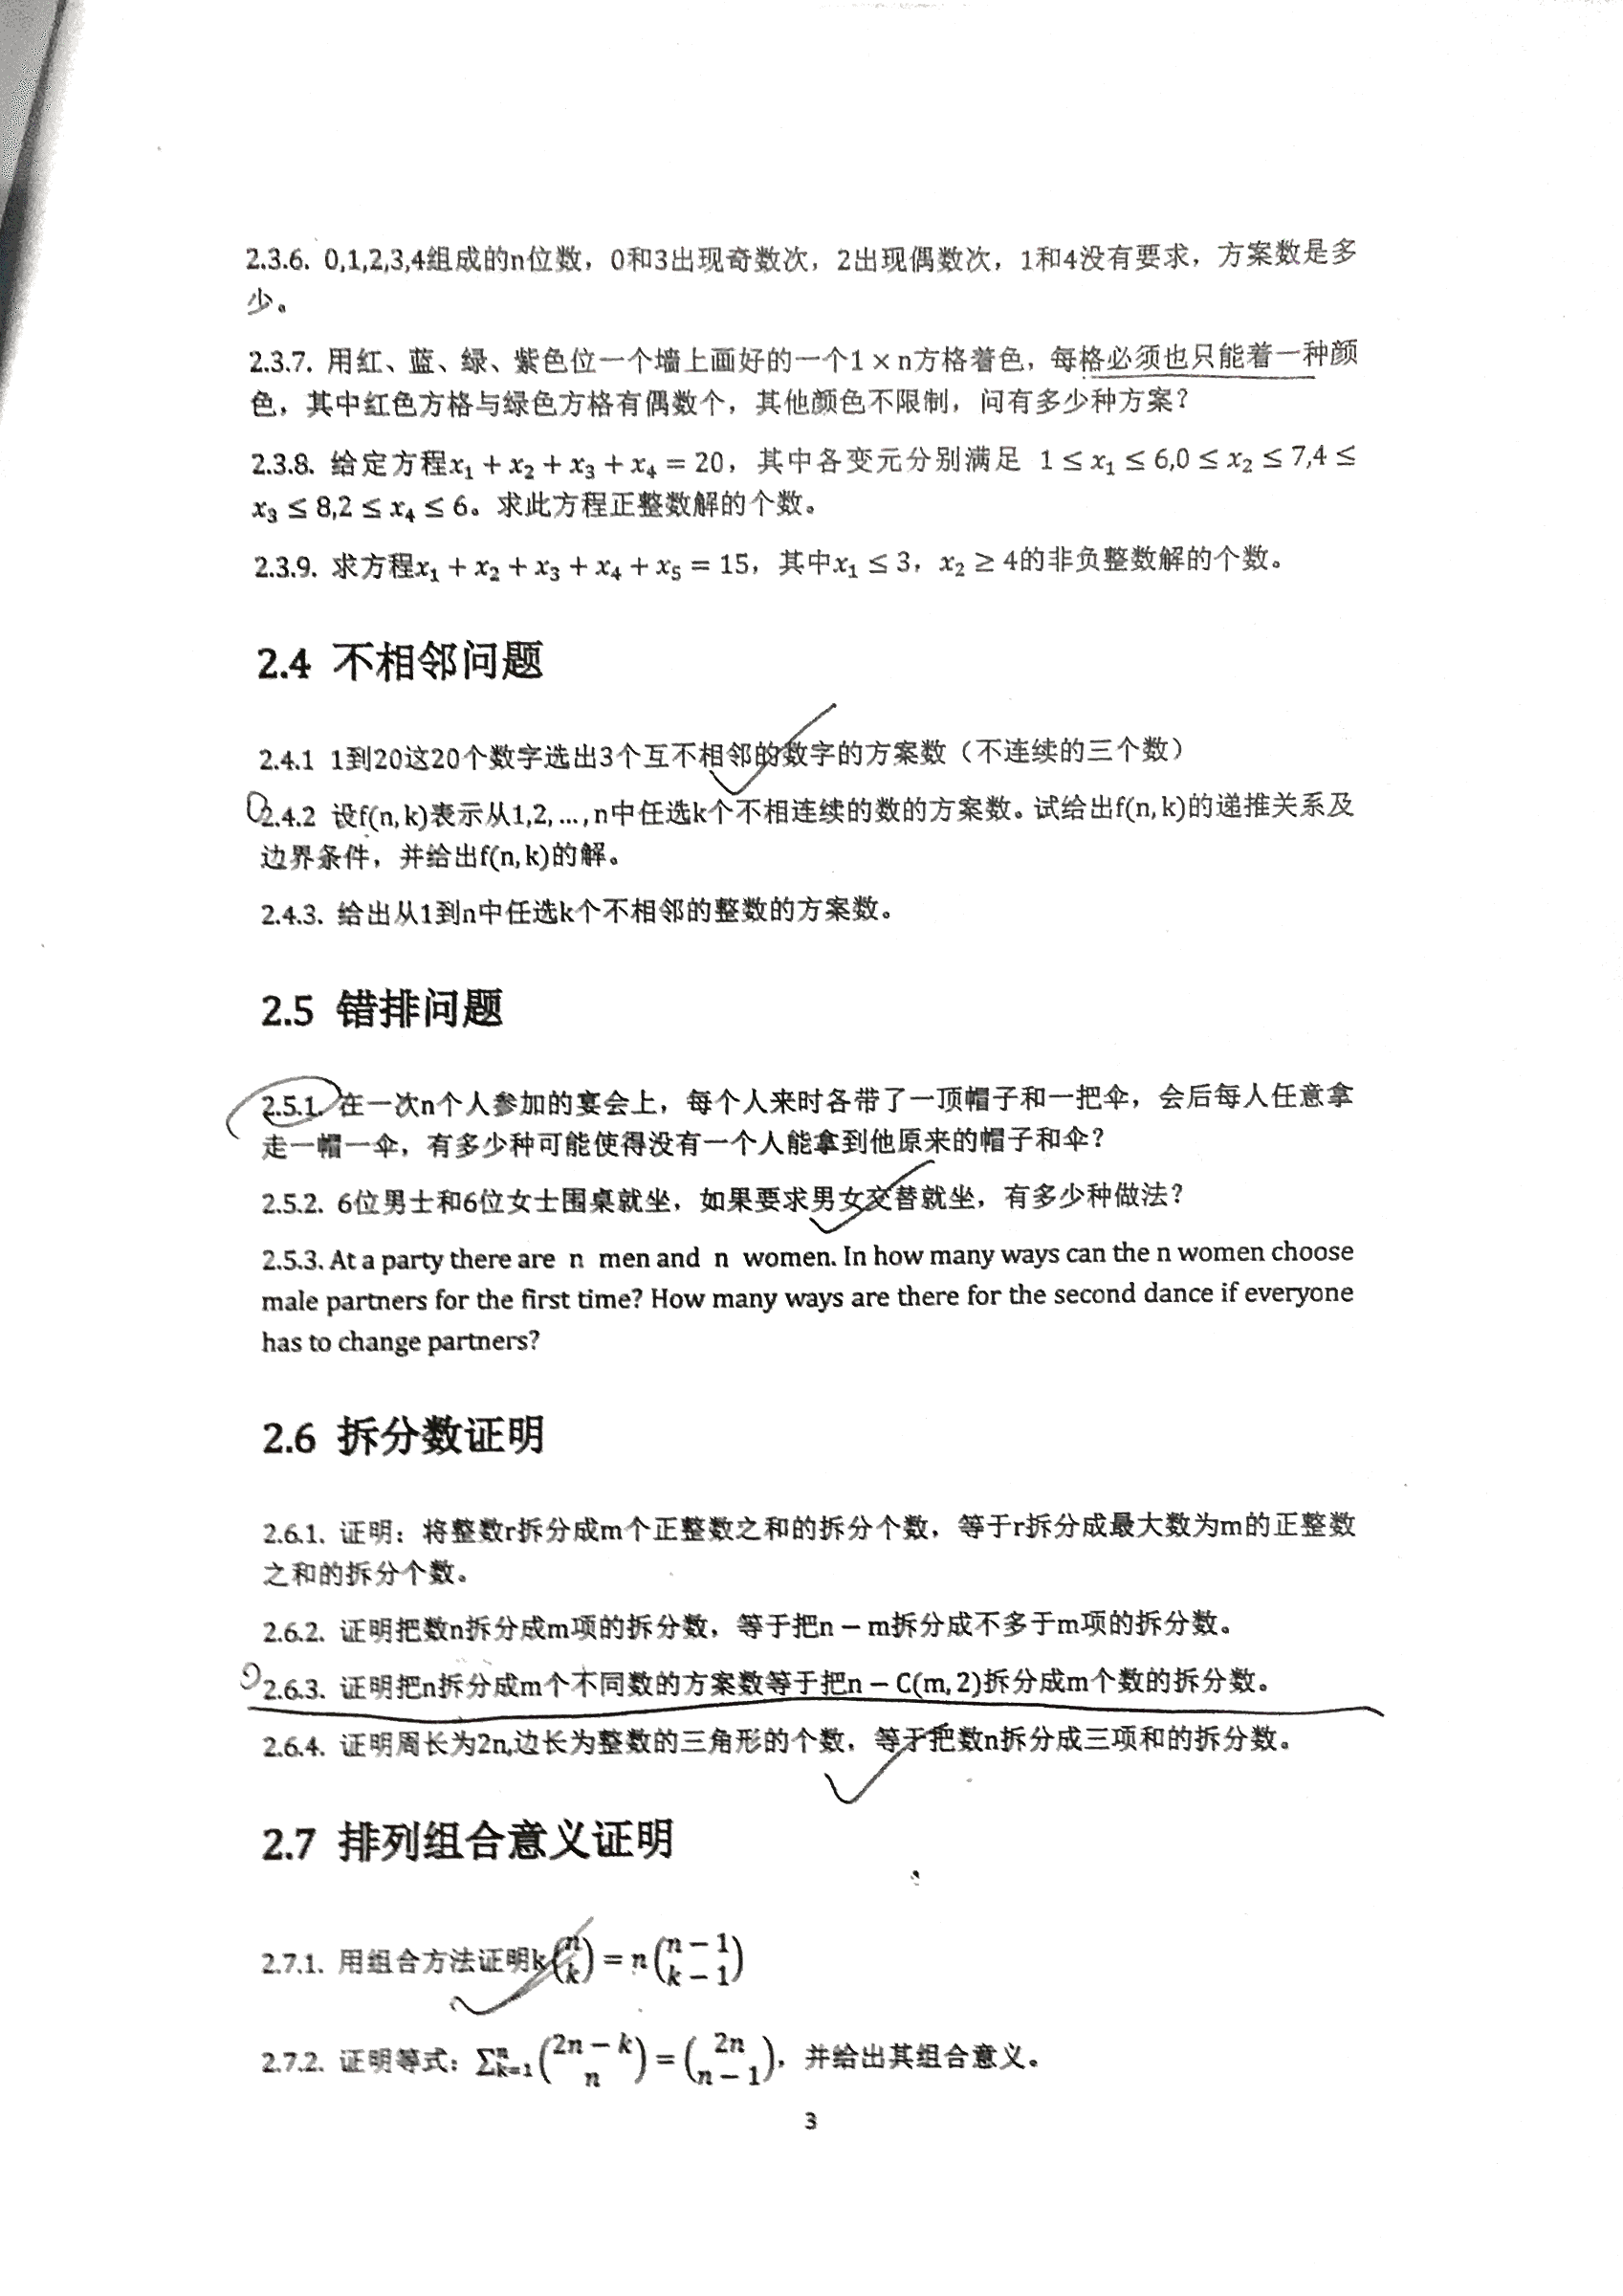 2.3.6. 0,1,2,3,4组成的n位数，0和3出现奇数次，2出现偶数次，1和4没有要求，方案数是多
少。
2.3.7. 用红、蓝、绿、紫色位一个墙上画好的一个1 × n方格着色，每格必须也只能着一种颜
色，其中红色方格与绿色方格有偶数个，其他颜色不限制，问有多少种方案？
2.3.8. 给定方程x₁ + x₂ + x₃ + x₄ = 20，其中各变元分别满足 1 ≤ x₁ ≤ 6,0 ≤ x₂ ≤ 7,4 ≤
x₃ ≤ 8,2 ≤ x₄ ≤ 6。求此方程正整数解的个数。
2.3.9. 求方程x₁ + x₂ + x₃ + x₄ + x₅ = 15，其中x₁ ≤ 3，x₂ ≥ 4的非负整数解的个数。
2.4 不相邻问题
2.4.1 1到20这20个数字选出3个互不相邻的数字的方案数（不连续的三个数）
2.4.2 设f(n,k)表示从1,2,...,n中任选k个不相连续的数的方案数。试给出f(n,k)的递推关系及
边界条件，并给出f(n,k)的解。
2.4.3. 给出从1到n中任选k个不相邻的整数的方案数。
2.5 错排问题
2.5.1. 在一次n个人参加的宴会上，每个人来时各带了一顶帽子和一把伞，会后每人任意拿
走一帽一伞，有多少种可能使得没有一个人能拿到他原来的帽子和伞？
2.5.2. 6位男士和6位女士围桌就坐，如果要求男女交替就坐，有多少种做法？
2.5.3. At a party there are n men and n women. In how many ways can the n women choose
male partners for the first time? How many ways are there for the second dance if everyone
has to change partners?
2.6 拆分数证明
2.6.1. 证明：将整数r拆分成m个正整数之和的拆分个数，等于r拆分成最大数为m的正整数
之和的拆分个数。
2.6.2. 证明把数n拆分成m项的拆分数，等于把n − m拆分成不多于m项的拆分数。
2.6.3. 证明把n拆分成m个不同数的方案数等于把n − C(m,2)拆分成m个数的拆分数。
2.6.4. 证明周长为2n,边长为整数的三角形的个数，等于把数n拆分成三项和的拆分数。
2.7 排列组合意义证明
2.7.1. 用组合方法证明k(n k) = n(n − 1 k − 1)
2.7.2. 证明等式：∑ⁿₖ₌₁(2n − k n) = (2n n − 1)，并给出其组合意义。
3